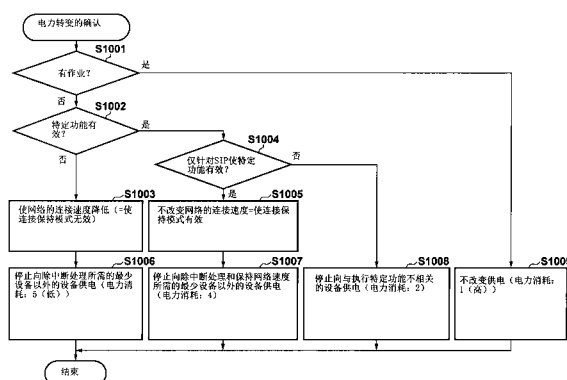 电力转变的确认
S1001
有作业?
是
否
S1002
特定功能有
效?
是
否
S1004
仅针对SIP使特定
功能有效?
否
是
S1003
使网络的连接速度降低(=使
连接保持模式无效)
S1005
不改变网络的连接速度=使连接保
持模式有效
S1006
停止向除中断处理所需的最少
设备以外的设备供电(电力消
耗:5(低))
S1007
停止向除中断处理和保持网络速度
所需的最少设备以外的设备供电
(电力消耗:4)
S1008
停止向与执行特定功能不相关
的设备供电(电力消耗:2)
S1009
不改变供电(电力消耗:
1(高))
结束